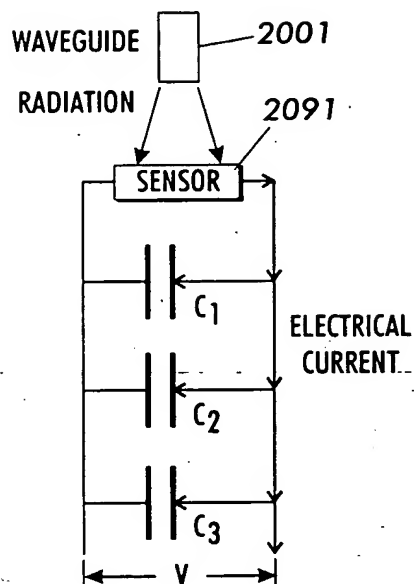 WAVEGUIDE
2001
RADIATION
2091
SENSOR
C1
ELECTRICAL
CURRENT
C2
C3
V